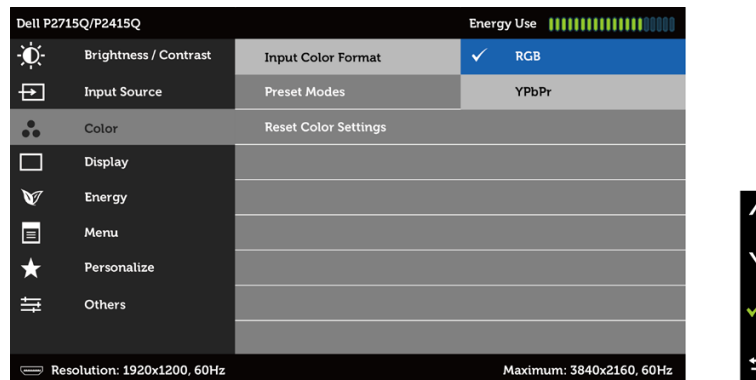 Dell P2715Q/P2415Q Energy Use
Brightness / Contrast Input Color Format RGB
Input Source Preset Modes YPbPr
Color Reset Color Settings
Display
Energy
Menu
Personalize
Others
Resolution: 1920x1200, 60Hz Maximum: 3840x2160, 60Hz